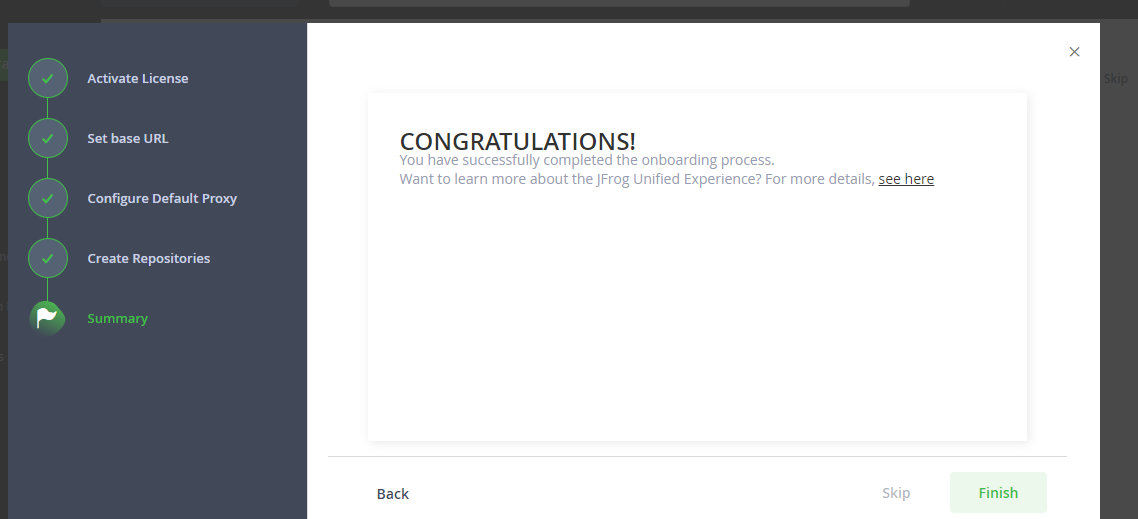 Activate License
Set base URL
Configure Default Proxy
Create Repositories
Summary
Skip
CONGRATULATIONS!
You have successfully completed the onboarding process.
Want to learn more about the JFrog Unified Experience? For more details, see here
Back
Skip
Finish